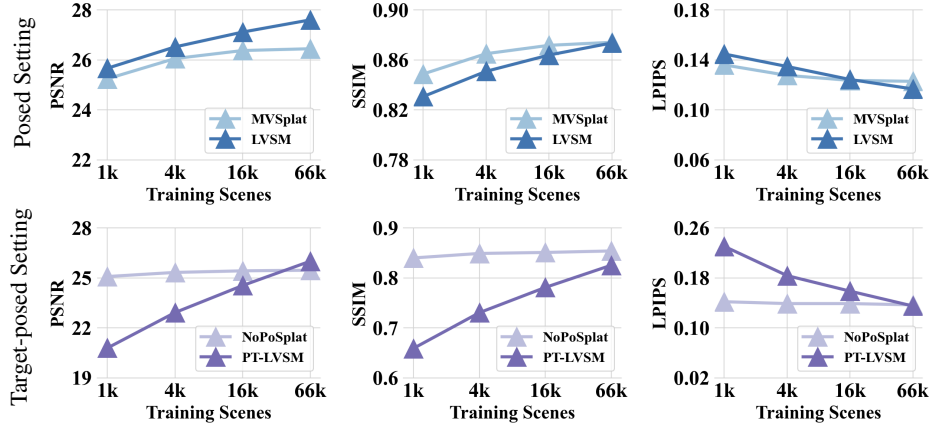 Posed Setting
PSNR
28
26
24
22
1k 4k 16k 66k
Training Scenes
MVSplat
LVSM
SSIM
0.90
0.86
0.82
0.78
1k 4k 16k 66k
Training Scenes
MVSplat
LVSM
LPIPS
0.18
0.14
0.10
0.06
1k 4k 16k 66k
Training Scenes
MVSplat
LVSM
Target-posed Setting
PSNR
28
25
22
19
1k 4k 16k 66k
Training Scenes
NoPoSplat
PT-LVSM
SSIM
0.9
0.8
0.7
0.6
1k 4k 16k 66k
Training Scenes
NoPoSplat
PT-LVSM
LPIPS
0.26
0.18
0.10
0.02
1k 4k 16k 66k
Training Scenes
NoPoSplat
PT-LVSM